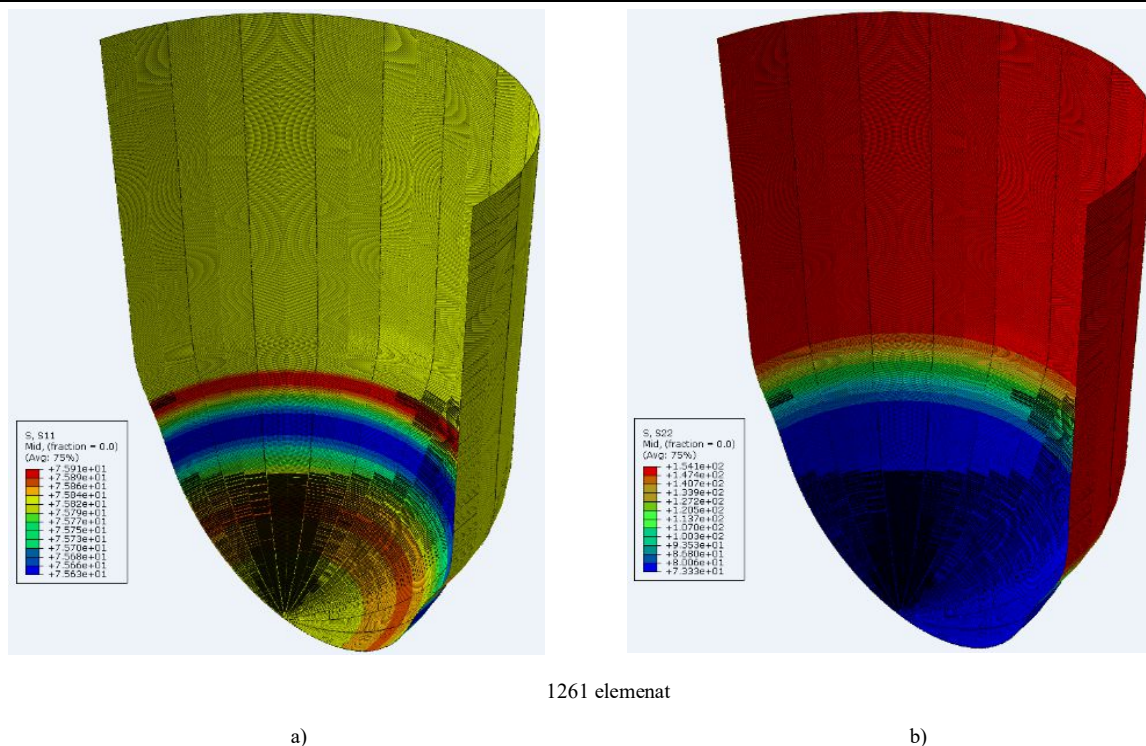 S, S11
Mid, (fraction = 0.0)
(Avg: 75%)
+7.591e+01
+7.589e+01
+7.586e+01
+7.584e+01
+7.582e+01
+7.579e+01
+7.577e+01
+7.575e+01
+7.573e+01
+7.570e+01
+7.568e+01
+7.566e+01
+7.563e+01
S, S22
Mid, (fraction = 0.0)
(Avg: 75%)
+1.541e+02
+1.474e+02
+1.407e+02
+1.339e+02
+1.272e+02
+1.205e+02
+1.137e+02
+1.070e+02
+1.003e+02
+9.353e+01
+8.680e+01
+8.006e+01
+7.333e+01
1261 elemenat
a)
b)